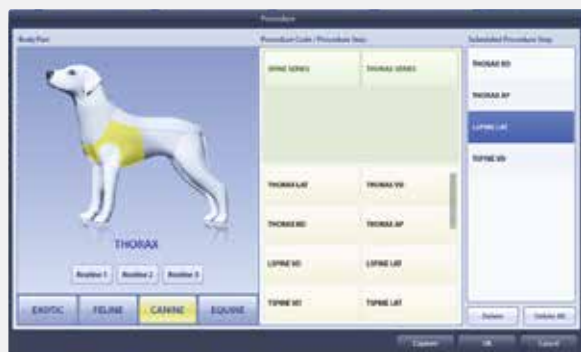 Procedure
Body Part
Procedure Code / Procedure Step
Scheduled Procedure Step
SPINE SERIES
THORAX SERIES
THORAX LAT
THORAX VD
THORAX RD
THORAX AP
LSPINE VD
LSPINE LAT
TSPINE VD
TSPINE LAT
THORAX RD
THORAX AP
LSPINE LAT
TSPINE VD
THORAX
Routine 1
Routine 2
Routine 3
EXOTIC
FELINE
CANINE
EQUINE
Delete
Delete All
OK
Cancel